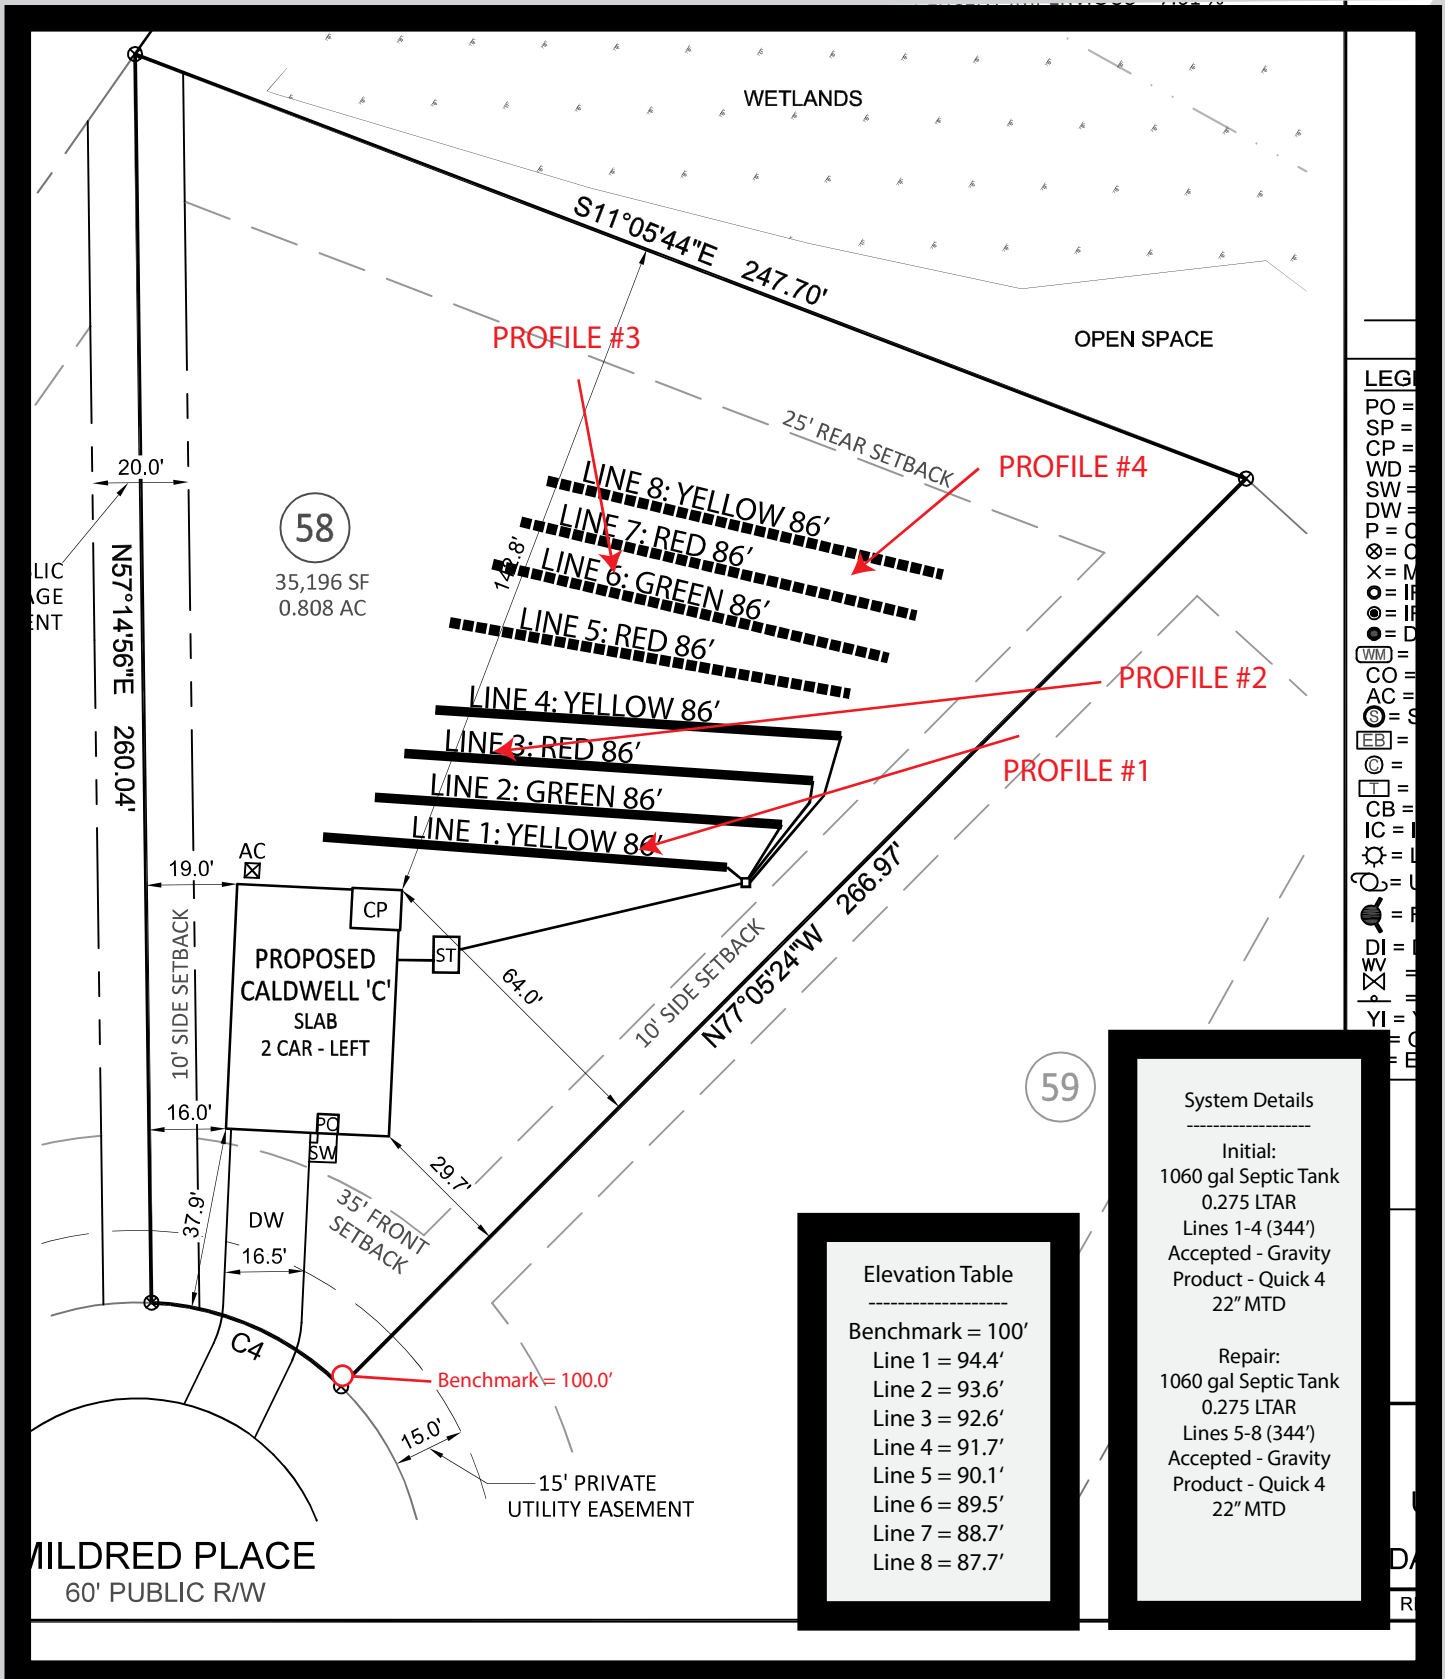 WETLANDS
S11°05'44"E 247.70'
OPEN SPACE
PROFILE #3
25' REAR SETBACK
PROFILE #4
LINE 8: YELLOW 86'
LINE 7: RED 86'
LINE 6: GREEN 86'
LINE 5: RED 86'
142.8'
20.0'
58
35,196 SF
0.808 AC
N57°14'56"E 260.04'
LINE 4: YELLOW 86'
LINE 3: RED 86'
LINE 2: GREEN 86'
LINE 1: YELLOW 86'
PROFILE #2
PROFILE #1
AC
19.0'
CP
ST
PROPOSED
CALDWELL 'C'
SLAB
2 CAR - LEFT
10' SIDE SETBACK
64.0'
10' SIDE SETBACK
N77°05'24"W 266.97'
16.0'
PO
SW
29.7'
37.9'
DW
16.5'
35' FRONT
SETBACK
59
C4
Benchmark = 100.0'
15.0'
15' PRIVATE
UTILITY EASEMENT
MILDRED PLACE
60' PUBLIC R/W
PO =
SP =
CP =
WD =
SW =
DW =
P =
⊗ =
X =
WM =
CO =
AC =
S =
EB =
C =
T =
CB =
IC =
DI =
WV
YI =
Elevation Table
-------------------
Benchmark = 100'
Line 1 = 94.4'
Line 2 = 93.6'
Line 3 = 92.6'
Line 4 = 91.7'
Line 5 = 90.1'
Line 6 = 89.5'
Line 7 = 88.7'
Line 8 = 87.7'
System Details
-------------------
Initial:
1060 gal Septic Tank
0.275 LTAR
Lines 1-4 (344')
Accepted - Gravity
Product - Quick 4
22" MTD
Repair:
1060 gal Septic Tank
0.275 LTAR
Lines 5-8 (344')
Accepted - Gravity
Product - Quick 4
22" MTD